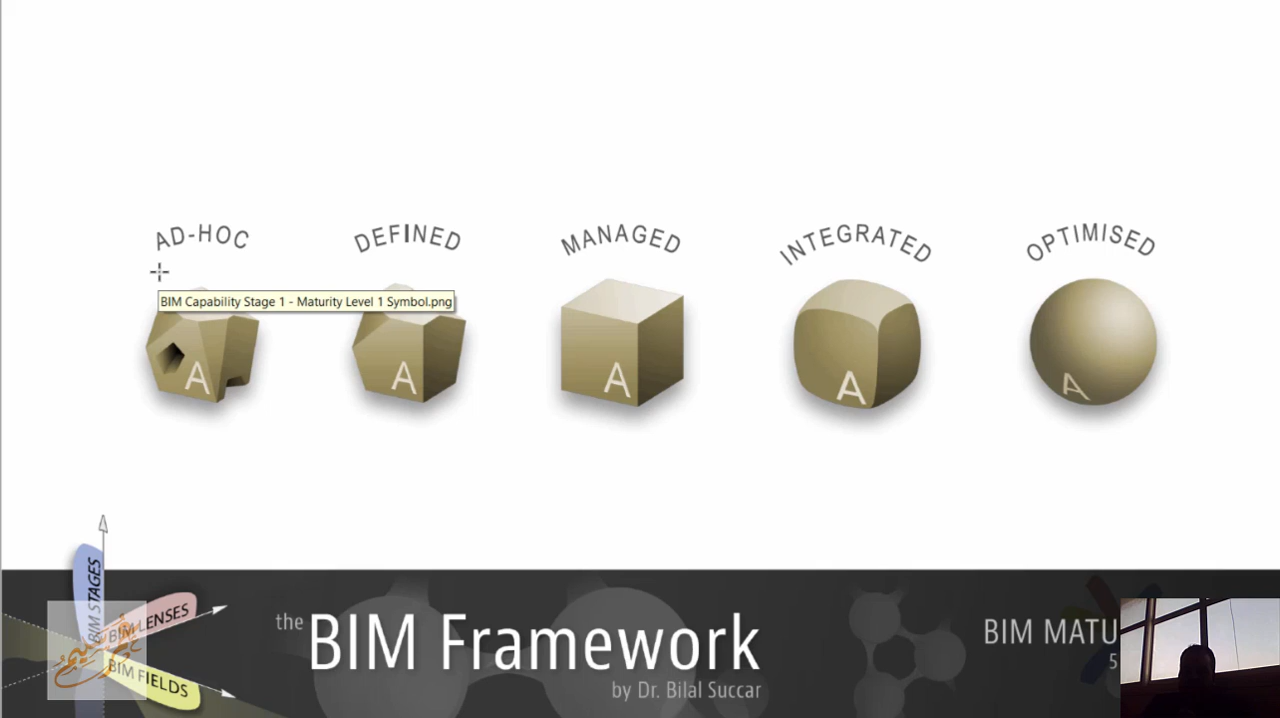 AD-HOC
DEFINED
MANAGED
INTEGRATED
OPTIMISED
BIM Capability Stage 1 - Maturity Level 1 Symbol.png
A
A
A
A
A
BIM STAGES
BIM LENSES
BIM FIELDS
the
BIM Framework
by Dr. Bilal Succar
BIM MATU
5